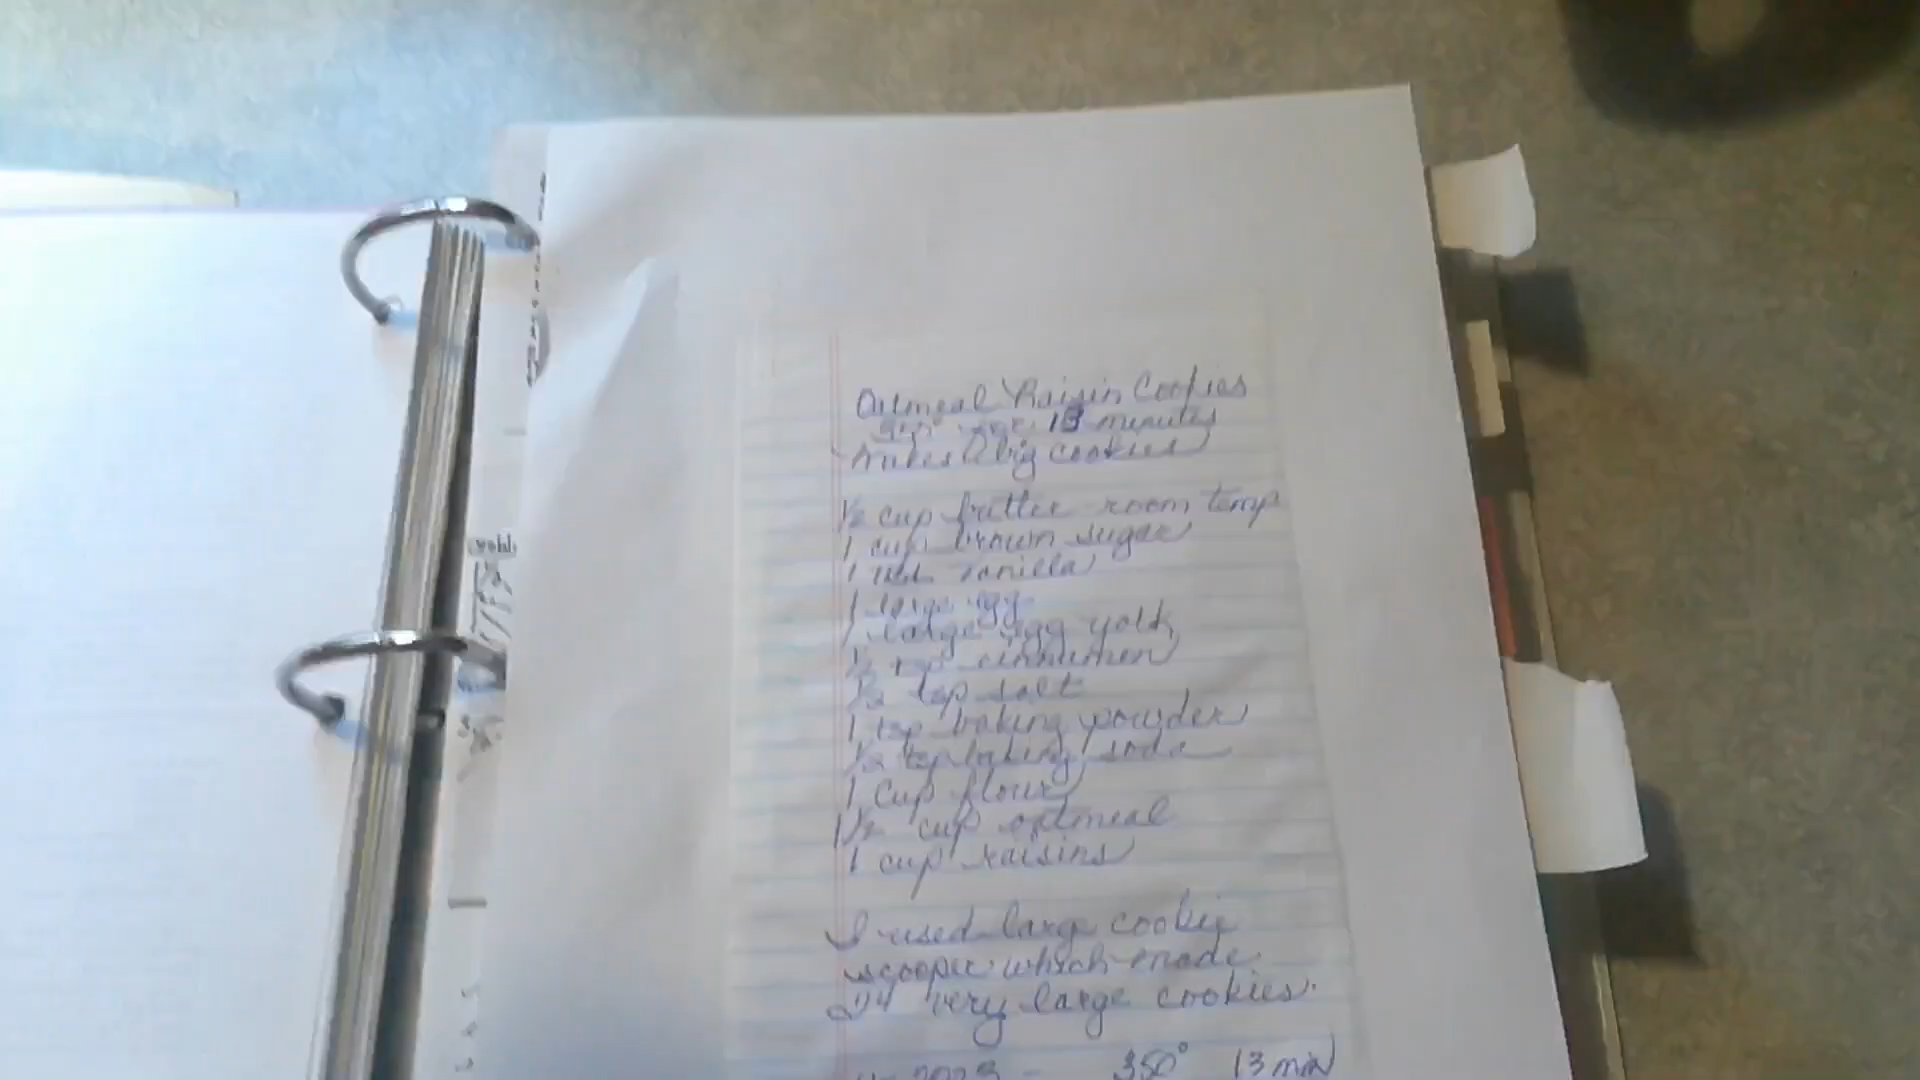 Oatmeal Raisin Cookies
13 minutes
Makes big cookies
1/2 cup butter room temp
1 cup brown sugar
1 vanilla
1 large egg
1 large egg yolk
1/2 tsp cinnamon
1/2 tsp salt
1 tsp baking powder
1/2 tsp baking soda
1 cup flour
1 1/2 cup oatmeal
1 cup raisins
I used large cookie
scooper which made
24 very large cookies.
350° 13 min